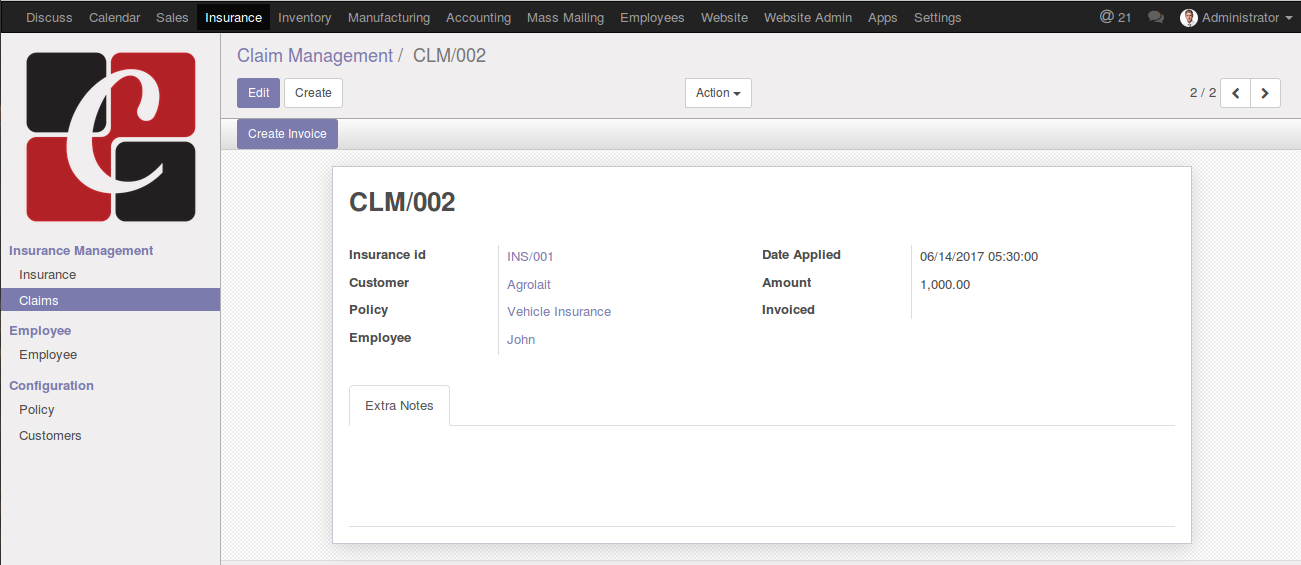 Discuss Calendar Sales Insurance Inventory Manufacturing Accounting Mass Mailing Employees Website Website Admin Apps Settings @ 21 Administrator
Claim Management / CLM/002
Edit Create Action 2 / 2
Create Invoice
C
Insurance Management
Insurance
Claims
Employee
Employee
Configuration
Policy
Customers
CLM/002
Insurance id INS/001 Date Applied 06/14/2017 05:30:00
Customer Agrolait Amount 1,000.00
Policy Vehicle Insurance Invoiced
Employee John
Extra Notes